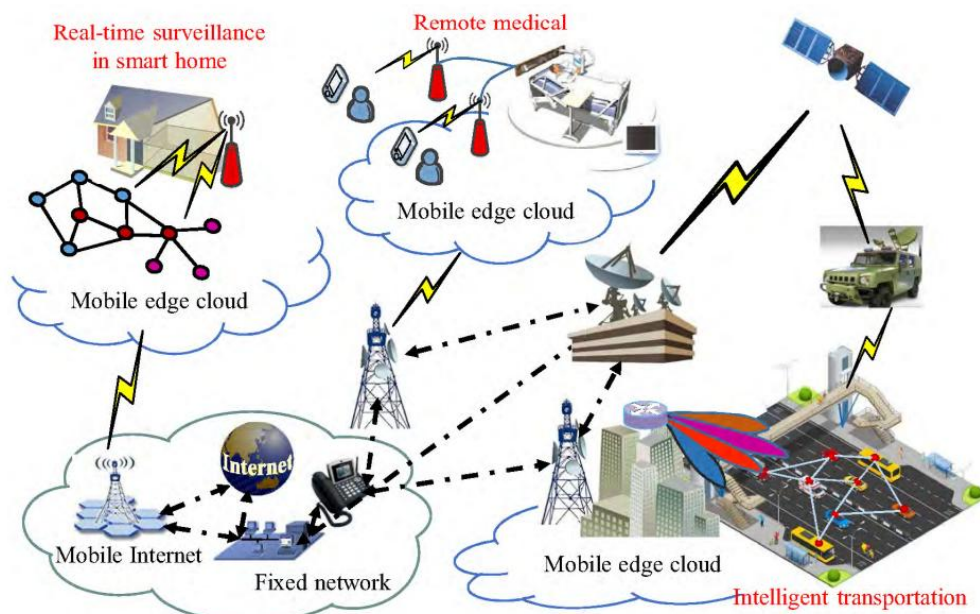 Real-time surveillance
in smart home
Remote medical
Mobile edge cloud
Mobile edge cloud
Internet
Mobile Internet
Fixed network
Mobile edge cloud
Intelligent transportation